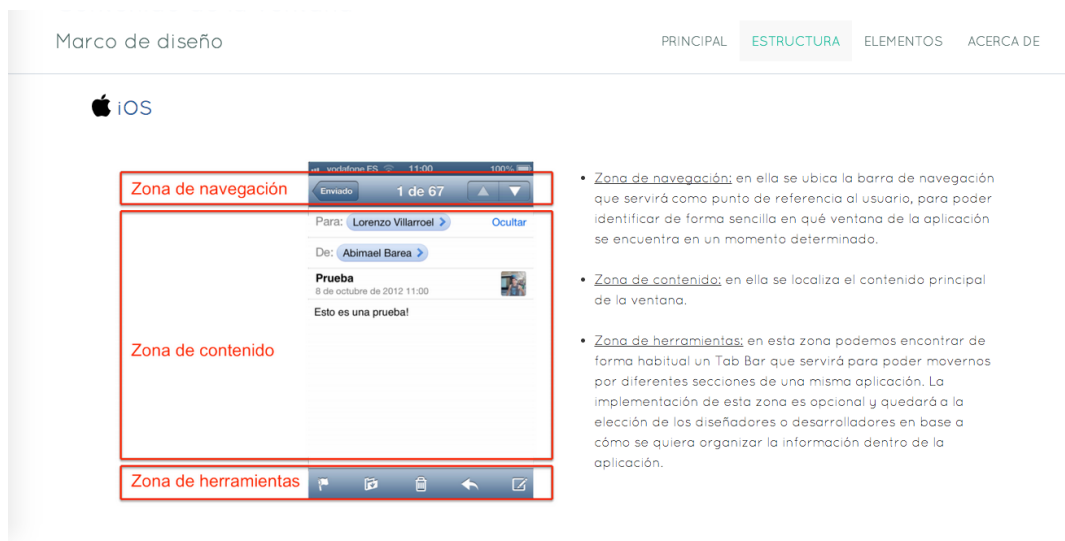 Marco de diseño
PRINCIPAL ESTRUCTURA ELEMENTOS ACERCA DE
iOS
vodafone ES 11:00 100%
Zona de navegación
Enviado 1 de 67
Para: Lorenzo Villarroel > Ocultar
De: Abimael Barea >
Prueba
8 de octubre de 2012 11:00
Esto es una prueba!
Zona de contenido
Zona de herramientas
• Zona de navegación: en ella se ubica la barra de navegación
que servirá como punto de referencia al usuario, para poder
identificar de forma sencilla en qué ventana de la aplicación
se encuentra en un momento determinado.
• Zona de contenido: en ella se localiza el contenido principal
de la ventana.
• Zona de herramientas: en esta zona podemos encontrar de
forma habitual un Tab Bar que servirá para poder movernos
por diferentes secciones de una misma aplicación. La
implementación de esta zona es opcional y quedará a la
elección de los diseñadores o desarrolladores en base a
cómo se quiera organizar la información dentro de la
aplicación.